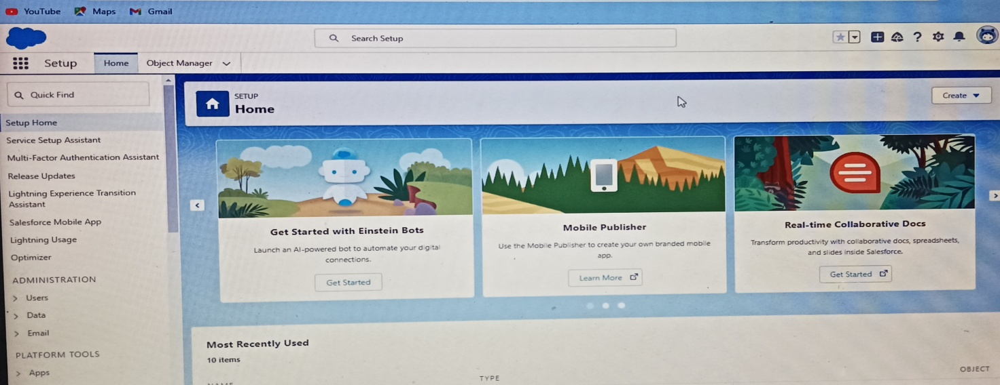 YouTube
Maps
Gmail
Search Setup
Setup
Home
Object Manager
Quick Find
Setup Home
Service Setup Assistant
Multi-Factor Authentication Assistant
Release Updates
Lightning Experience Transition
Assistant
Salesforce Mobile App
Lightning Usage
Optimizer
ADMINISTRATION
Users
Data
Email
PLATFORM TOOLS
Apps
SETUP
Home
Create
Get Started with Einstein Bots
Launch an AI-powered bot to automate your digital
connections.
Get Started
Mobile Publisher
Use the Mobile Publisher to create your own branded mobile
app.
Learn More
Real-time Collaborative Docs
Transform productivity with collaborative docs, spreadsheets,
and slides inside Salesforce.
Get Started
Most Recently Used
10 items
TYPE
OBJECT